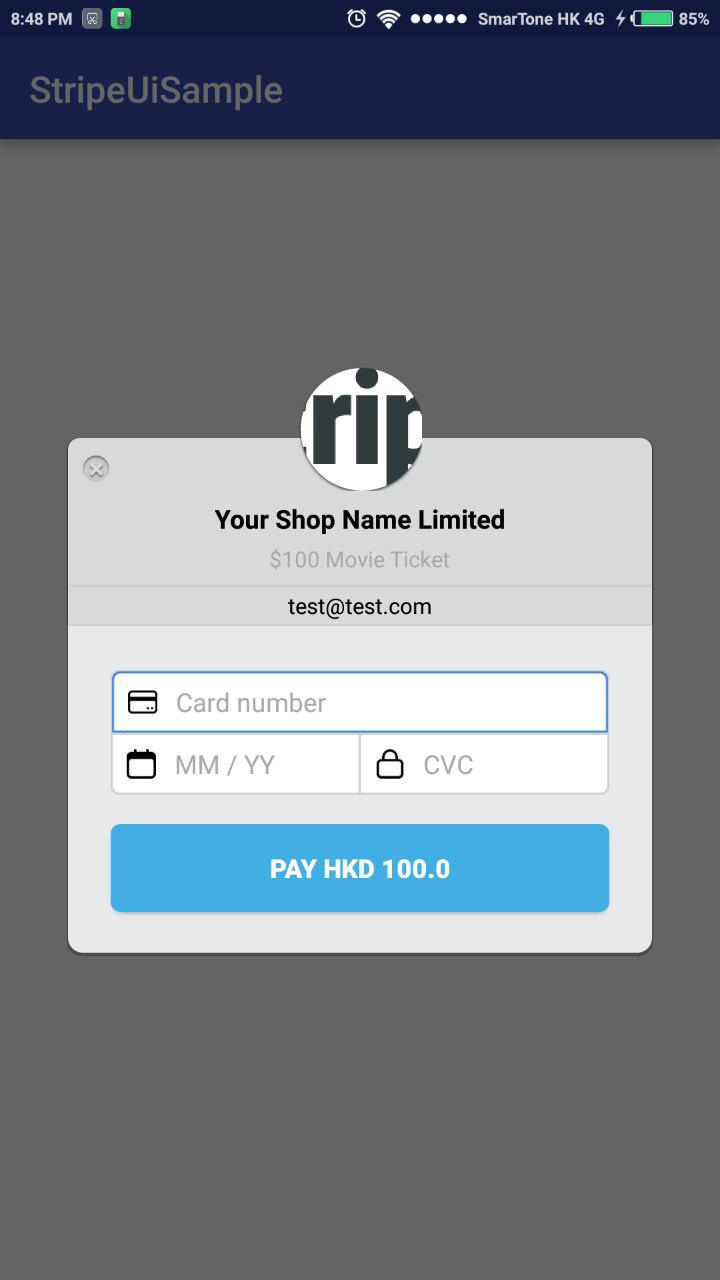 8:48 PM SmarTone HK 4G 85%
StripeUiSample
rip
Your Shop Name Limited
$100 Movie Ticket
test@test.com
Card number
MM / YY CVC
PAY HKD 100.0